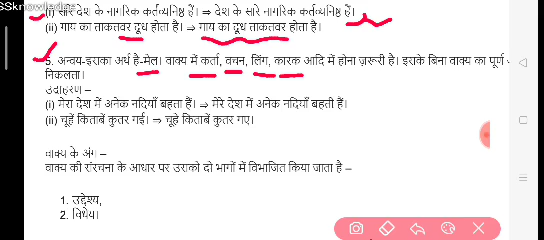 SSknowledge
(i) सारे देश के नागरिक कर्तव्यनिष्ठ हैं। ⇒ देश के सारे नागरिक कर्तव्यनिष्ठ हैं।
(ii) गाय का ताकतवर दूध होता है। ⇒ गाय का दूध ताकतवर होता है।
5. अन्वय-इसका अर्थ है-मेल। वाक्य में कर्ता, वचन, लिंग, कारक आदि में होना ज़रूरी है। इसके बिना वाक्य का पूर्ण
निकलता।
उदाहरण –
(i) मेरा देश में अनेक नदियाँ बहता हैं। ⇒ मेरे देश में अनेक नदियाँ बहती हैं।
(ii) चूहें किताबें कुतर गई। ⇒ चूहे किताबें कुतर गए।
वाक्य के अंग –
वाक्य की संरचना के आधार पर उसको दो भागों में विभाजित किया जाता है –
1. उद्देश्य,
2. विधेय।